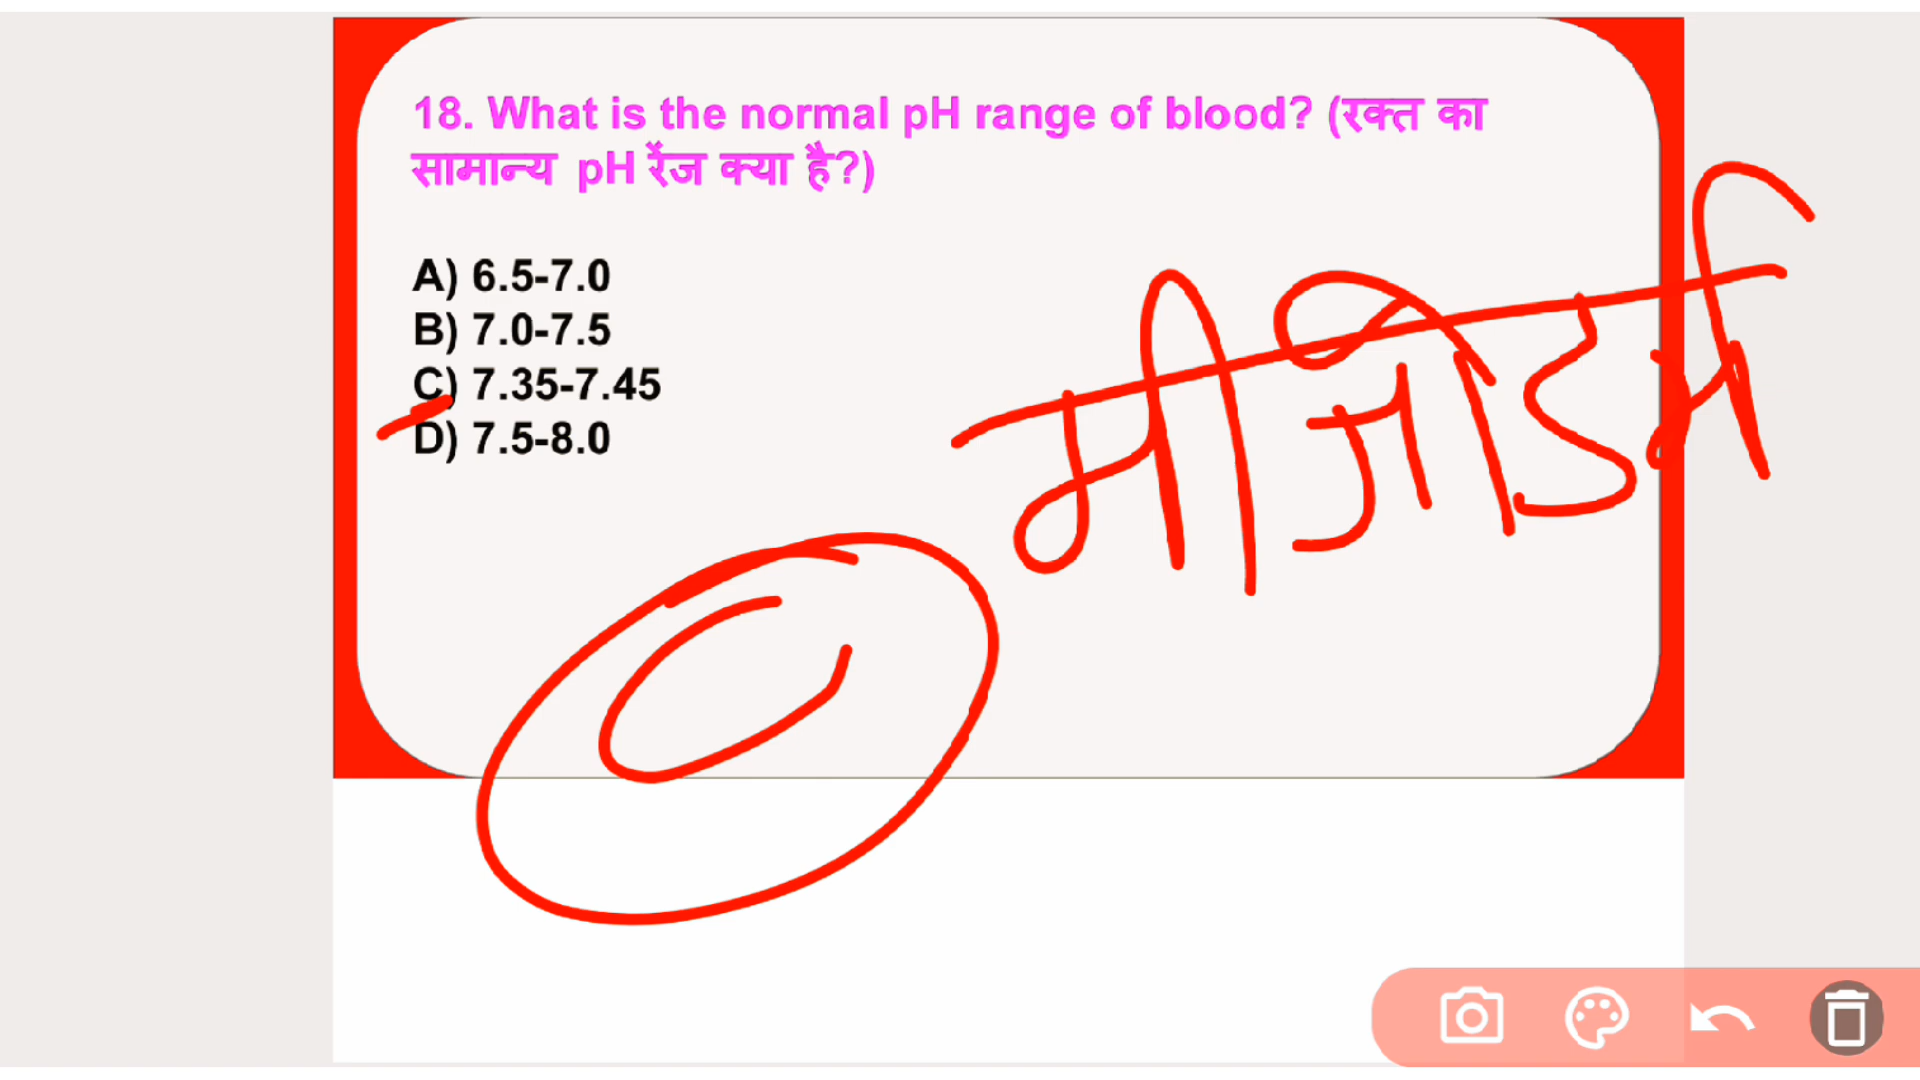 18. What is the normal pH range of blood? (रक्त का
सामान्य pH रेंज क्या है?)
A) 6.5-7.0
B) 7.0-7.5
C) 7.35-7.45
D) 7.5-8.0